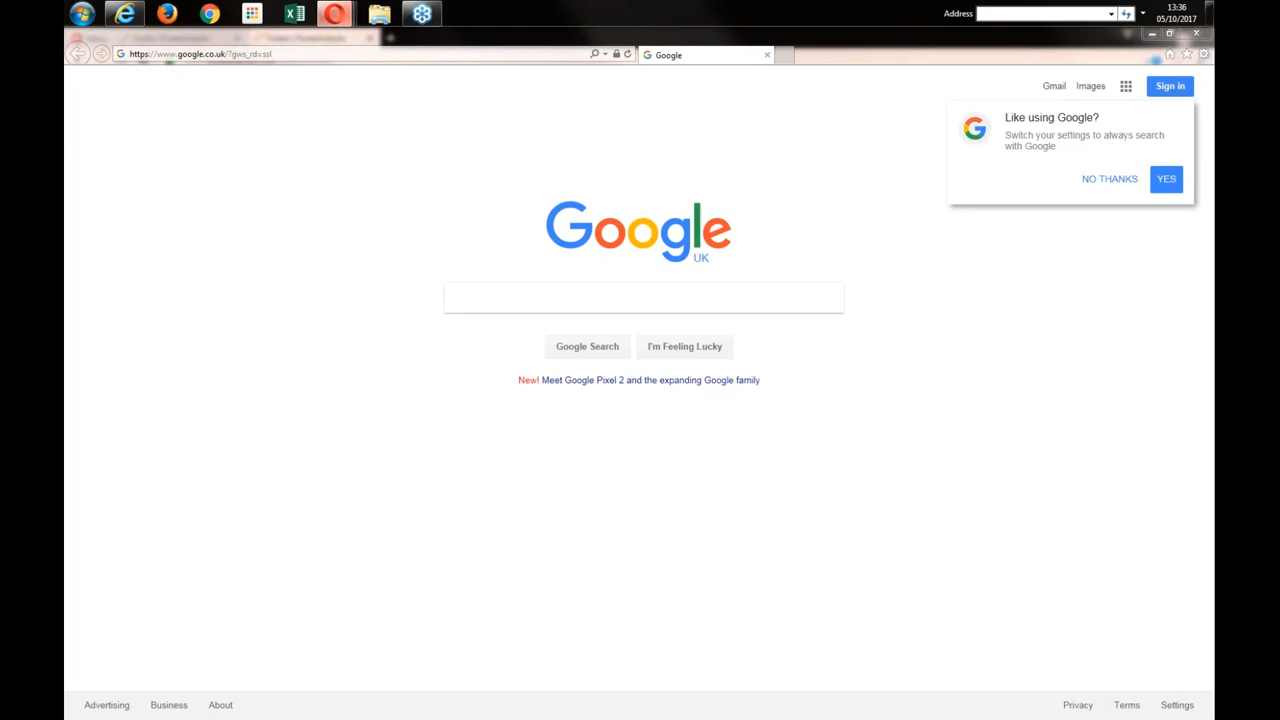 Address
13:36
05/10/2017
https://www.google.co.uk/?gws_rd=ssl
Google
Gmail Images
Sign in
Like using Google?
Switch your settings to always search
with Google
NO THANKS YES
Google
UK
Google Search I'm Feeling Lucky
New! Meet Google Pixel 2 and the expanding Google family
Advertising Business About
Privacy Terms Settings